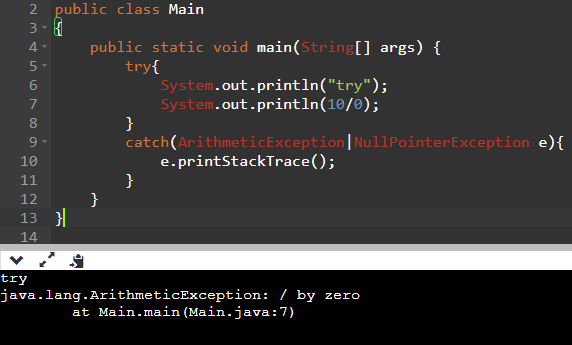 2 public class Main
3 {
4 public static void main(String[] args) {
5 try{
6 System.out.println("try");
7 System.out.println(10/0);
8 }
9 catch(ArithmeticException|NullPointerException e){
10 e.printStackTrace();
11 }
12 }
13 }
14
try
java.lang.ArithmeticException: / by zero
at Main.main(Main.java:7)